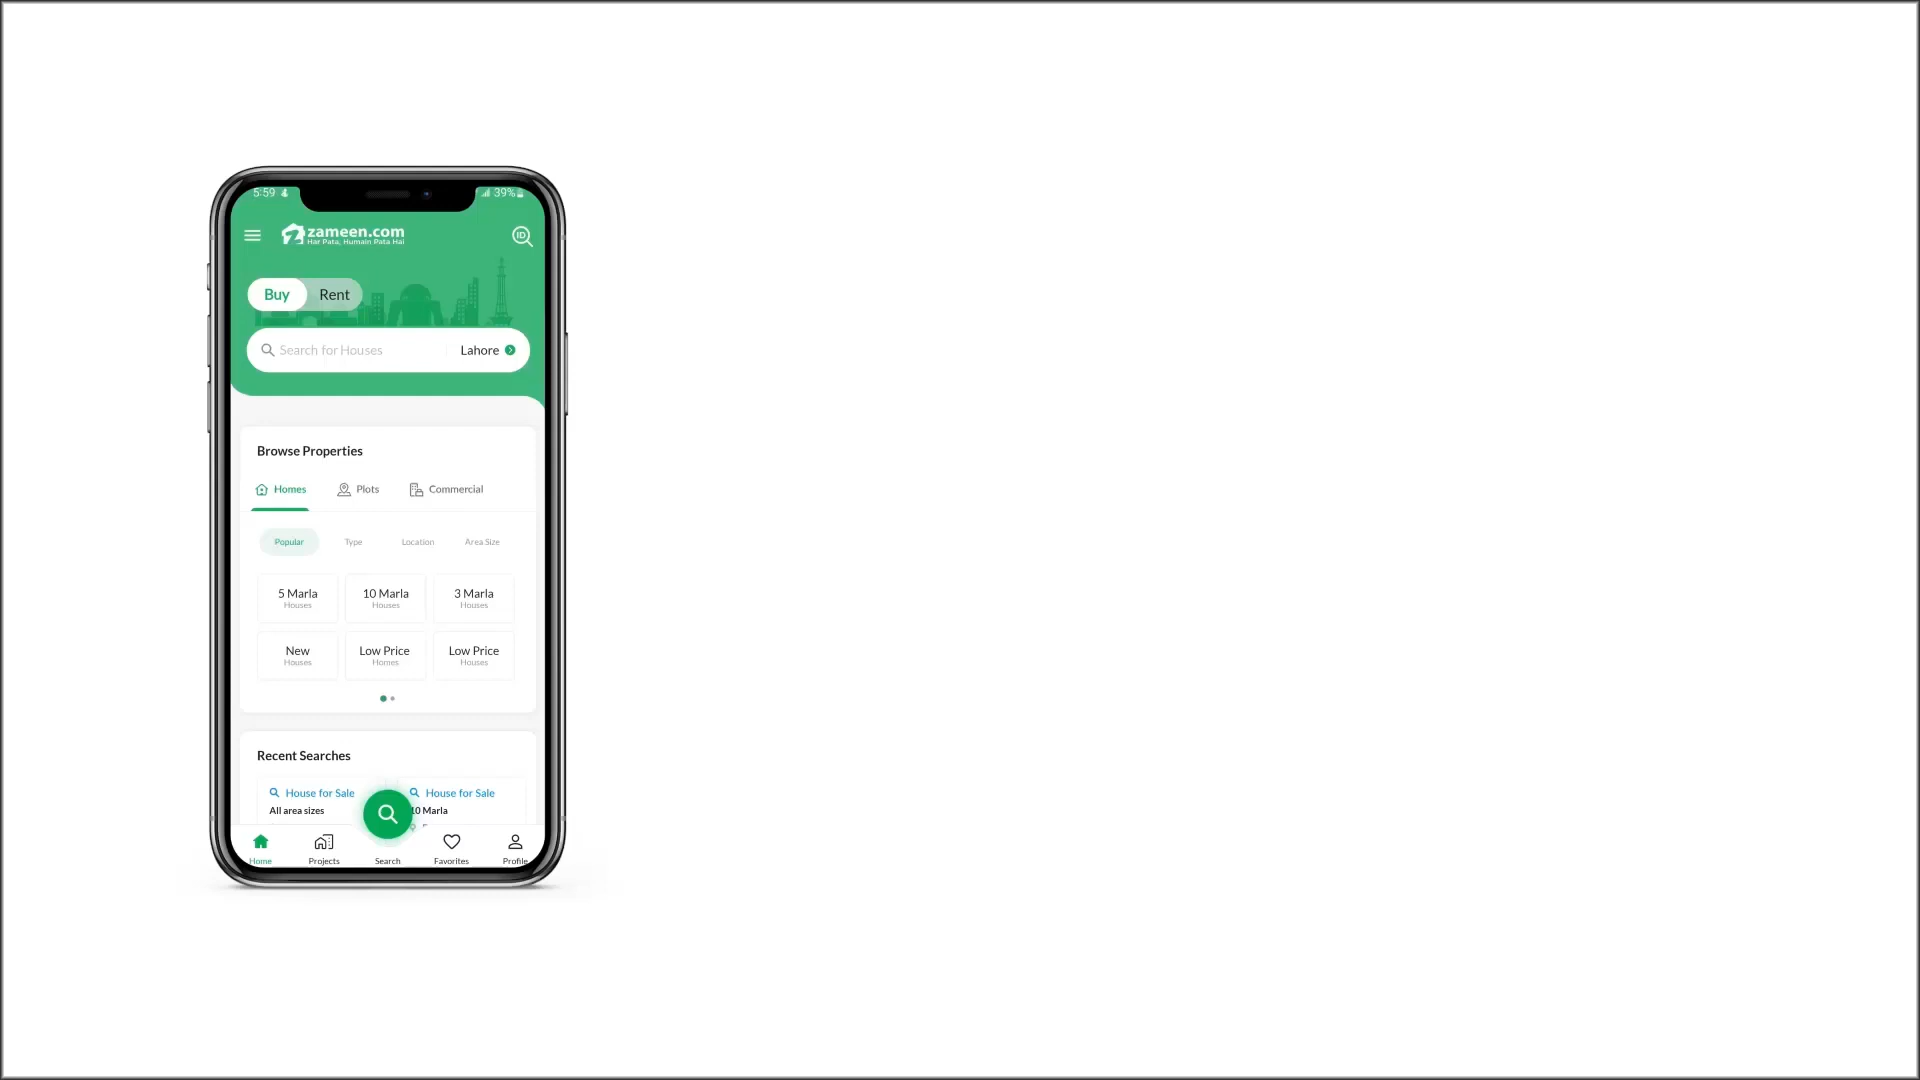 5:59 39%
zameen.com
Har Pata, Humain Pata Hai
ID
Buy Rent
Search for Houses Lahore
Browse Properties
Homes Plots Commercial
Popular Type Location Area Size
5 Marla 10 Marla 3 Marla
Houses Houses Houses
New Low Price Low Price
Houses Homes Houses
Recent Searches
House for Sale House for Sale
All area sizes 10 Marla
Home Projects Search Favorites Profile